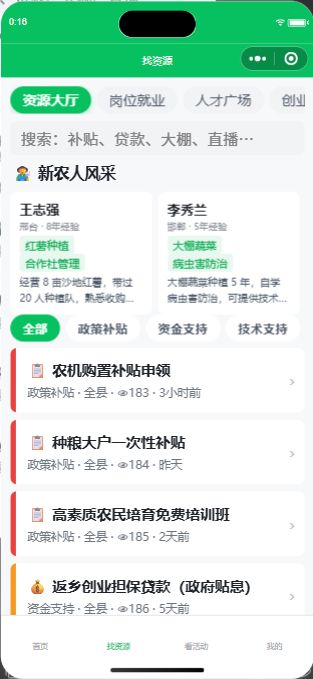 0:16
找资源
资源大厅 岗位就业 人才广场 创业
搜索：补贴、贷款、大棚、直播…
新农人风采
王志强
邢台 · 8年经验
红薯种植
合作社管理
经营 8 亩沙地红薯，带过
20 人种植队，熟悉收购...
李秀兰
邯郸 · 5年经验
大棚蔬菜
病虫害防治
大棚蔬菜种植 5 年，自学
病虫害防治，可提供技术...
全部 政策补贴 资金支持 技术支持
农机购置补贴申领
政策补贴 · 全县 · 183 · 3小时前
种粮大户一次性补贴
政策补贴 · 全县 · 184 · 昨天
高素质农民培育免费培训班
政策补贴 · 全县 · 185 · 2天前
返乡创业担保贷款（政府贴息）
资金支持 · 全县 · 186 · 5天前
首页 找资源 看活动 我的